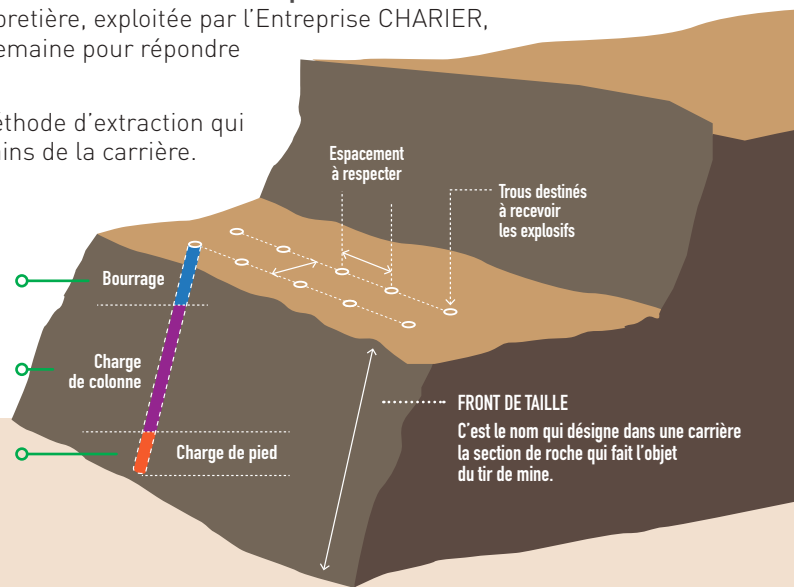 oretière, exploitée par l'Entreprise CHARIER,
emaine pour répondre
éthode d'extraction qui
ins de la carrière.
Espacement
à respecter
Trous destinés
à recevoir
les explosifs
Bourrage
Charge
de colonne
Charge de pied
FRONT DE TAILLE
C'est le nom qui désigne dans une carrière
la section de roche qui fait l'objet
du tir de mine.